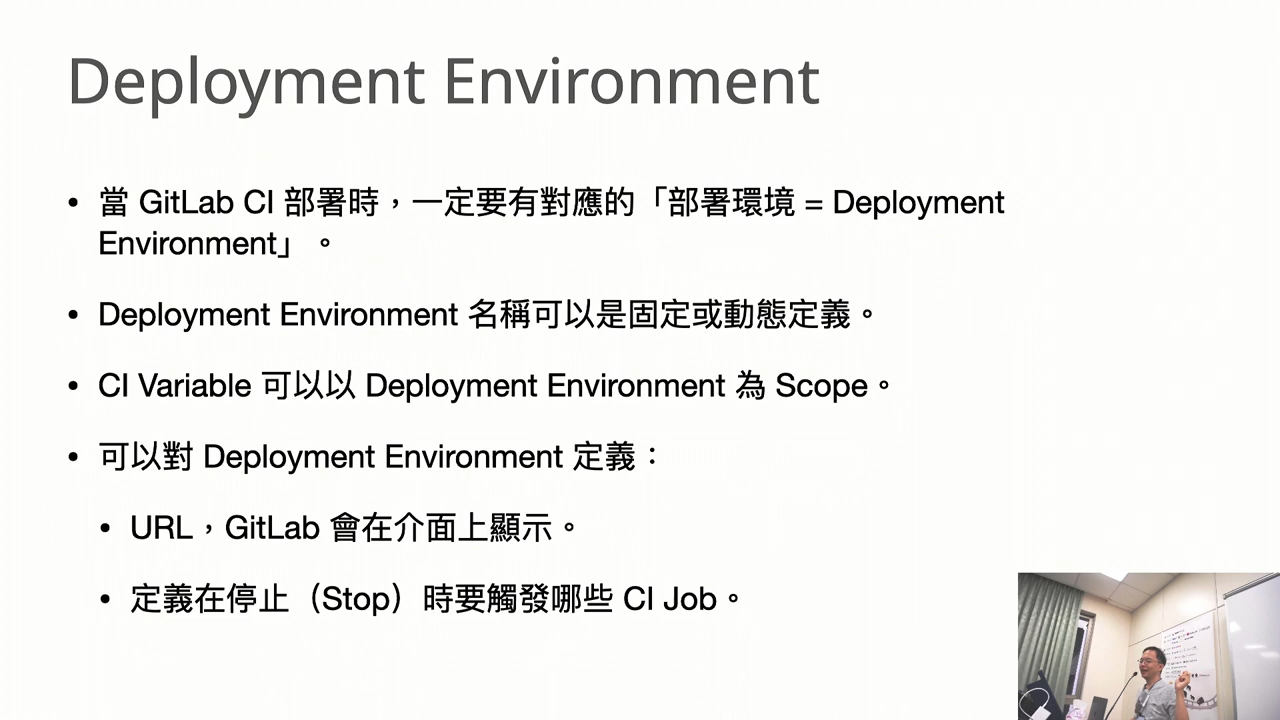 Deployment Environment
• 當 GitLab CI 部署時，一定要有對應的「部署環境 = Deployment
Environment」。
• Deployment Environment 名稱可以是固定或動態定義。
• CI Variable 可以以 Deployment Environment 為 Scope。
• 可以對 Deployment Environment 定義：
• URL，GitLab 會在介面上顯示。
• 定義在停止（Stop）時要觸發哪些 CI Job。